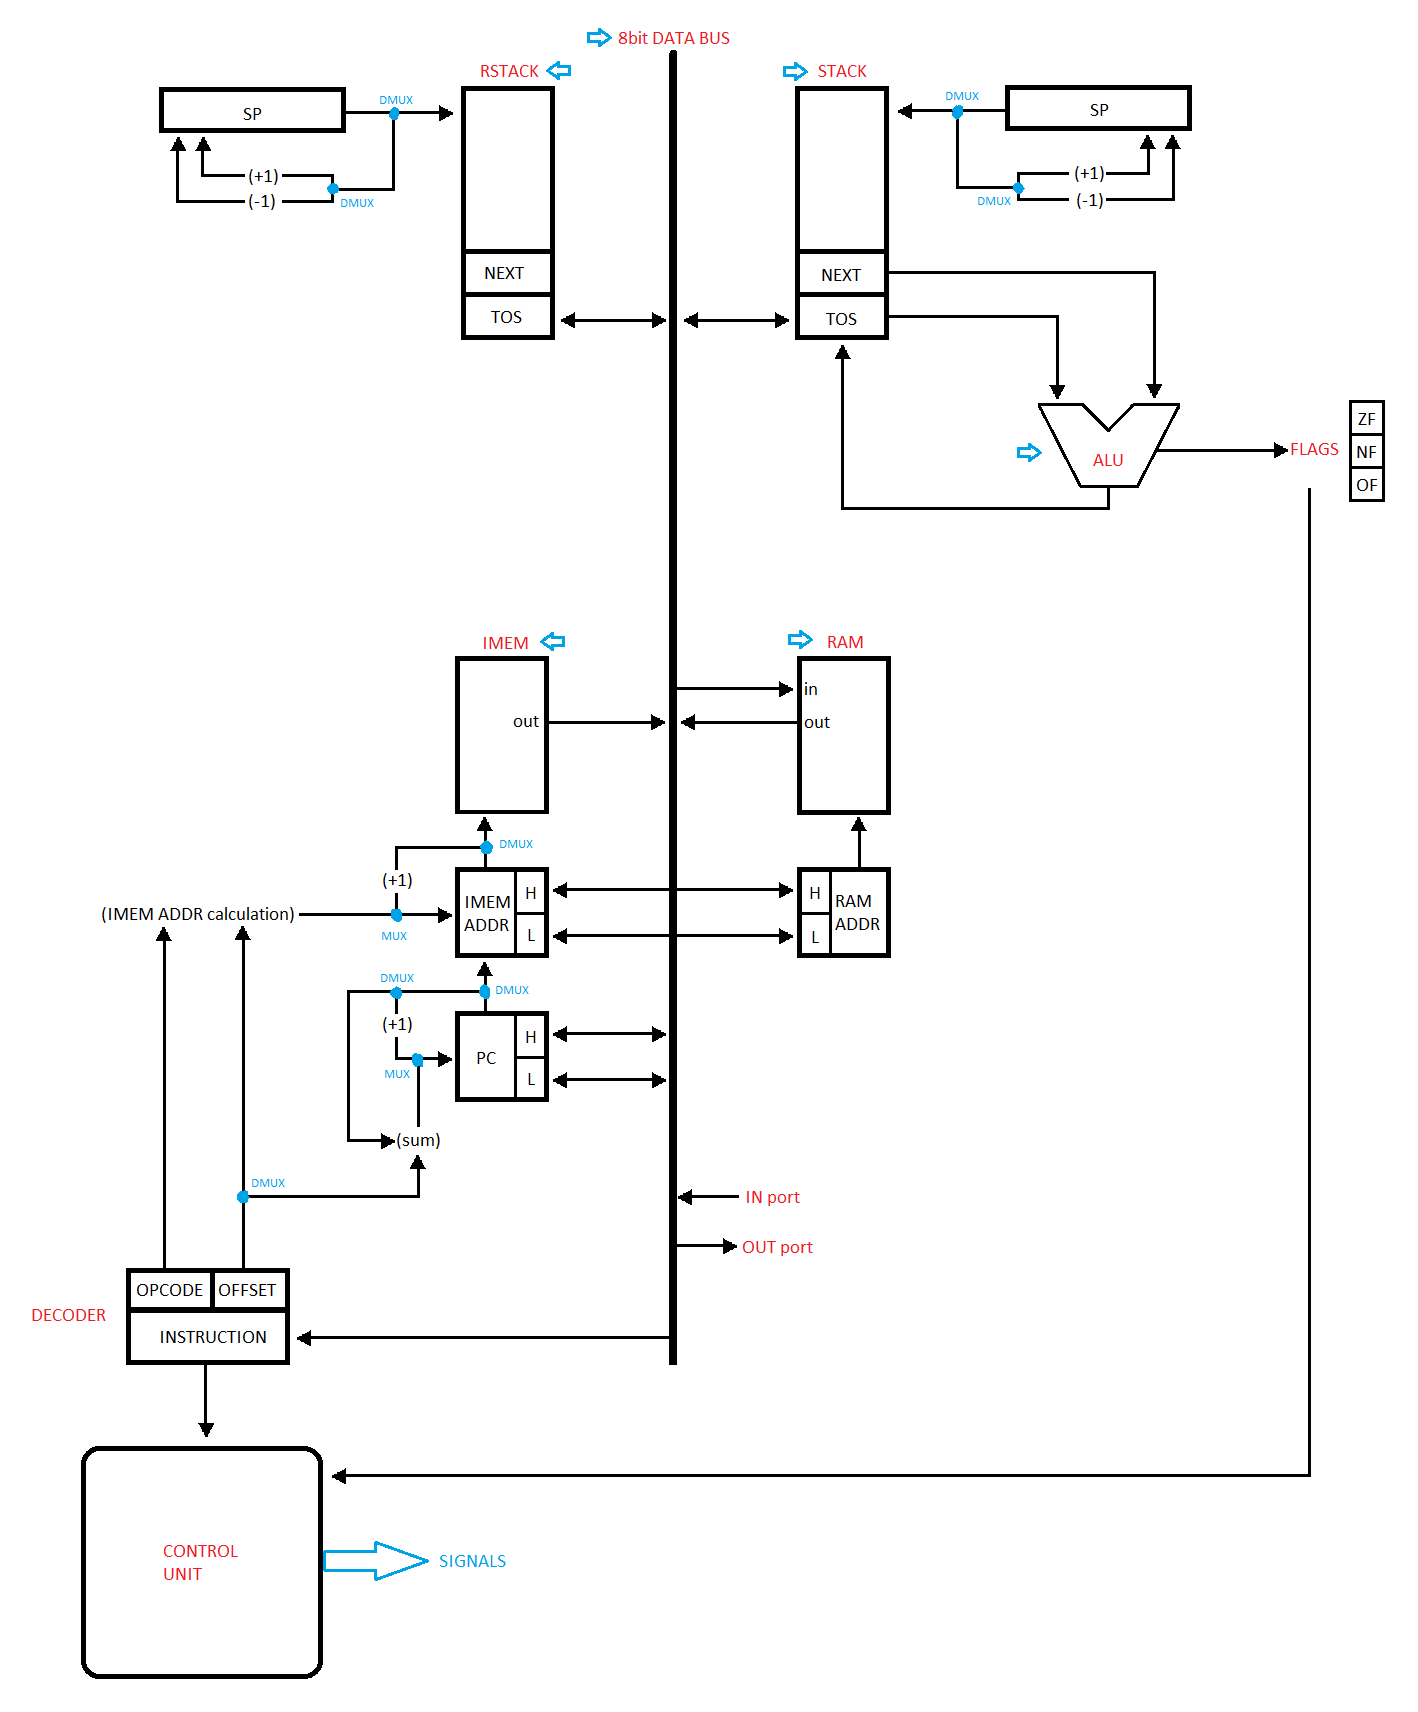 8bit DATA BUS
RSTACK
STACK
SP
DMUX
DMUX
SP
(+1)
(-1)
DMUX
(+1)
(-1)
DMUX
NEXT
TOS
NEXT
TOS
ALU
FLAGS
ZF
NF
OF
IMEM
RAM
out
in
out
DMUX
(+1)
(IMEM ADDR calculation)
MUX
IMEM
ADDR
H
L
H
L
RAM
ADDR
DMUX
DMUX
(+1)
MUX
PC
H
L
(sum)
DMUX
IN port
OUT port
DECODER
OPCODE
OFFSET
INSTRUCTION
CONTROL
UNIT
SIGNALS